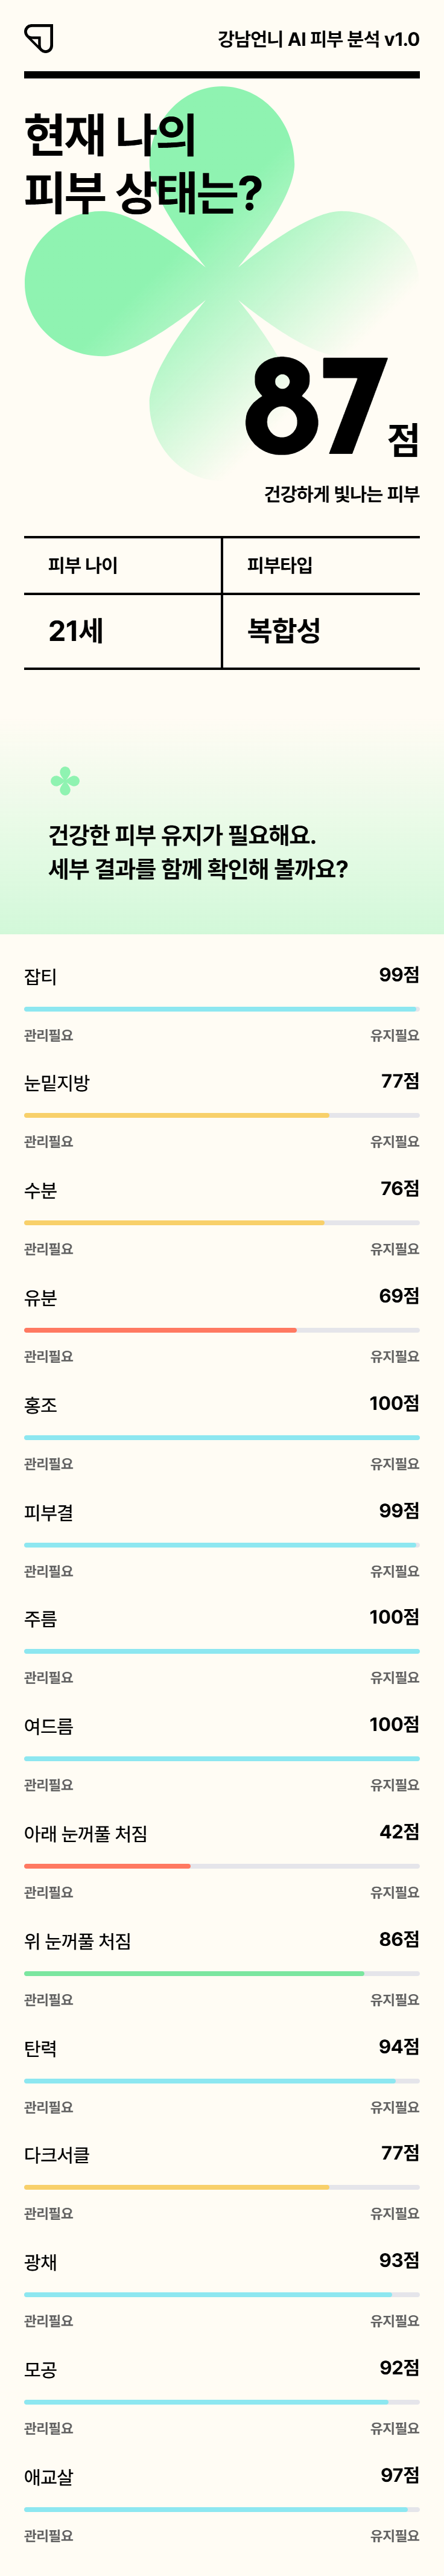 강남언니 AI 피부 분석 v1.0
현재 나의
피부 상태는?
87점
건강하게 빛나는 피부
피부 나이 피부타입
21세 복합성
건강한 피부 유지가 필요해요.
세부 결과를 함께 확인해 볼까요?
잡티 99점
관리필요 유지필요
눈밑지방 77점
관리필요 유지필요
수분 76점
관리필요 유지필요
유분 69점
관리필요 유지필요
홍조 100점
관리필요 유지필요
피부결 99점
관리필요 유지필요
주름 100점
관리필요 유지필요
여드름 100점
관리필요 유지필요
아래 눈꺼풀 처짐 42점
관리필요 유지필요
위 눈꺼풀 처짐 86점
관리필요 유지필요
탄력 94점
관리필요 유지필요
다크서클 77점
관리필요 유지필요
광채 93점
관리필요 유지필요
모공 92점
관리필요 유지필요
애교살 97점
관리필요 유지필요